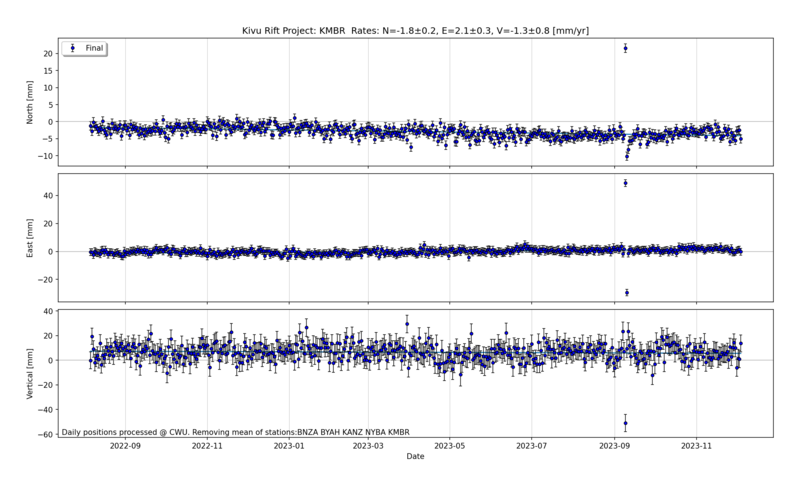 Kivu Rift Project: KMBR  Rates: N=-1.8±0.2, E=2.1±0.3, V=-1.3±0.8 [mm/yr]
Final
North [mm]
20
15
10
5
0
−5
−10
East [mm]
40
20
0
−20
Vertical [mm]
40
20
0
−20
−40
−60
Daily positions processed @ CWU. Removing mean of stations:BNZA BYAH KANZ NYBA KMBR
2022-09 2022-11 2023-01 2023-03 2023-05 2023-07 2023-09 2023-11
Date